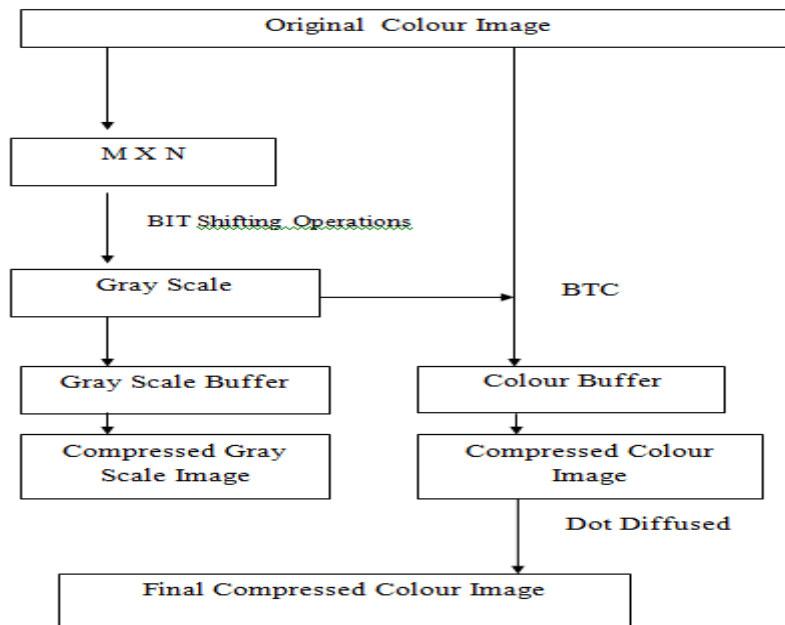 Original Colour Image
M X N
BIT Shifting Operations
Gray Scale
BTC
Gray Scale Buffer
Colour Buffer
Compressed Gray
Scale Image
Compressed Colour
Image
Dot Diffused
Final Compressed Colour Image